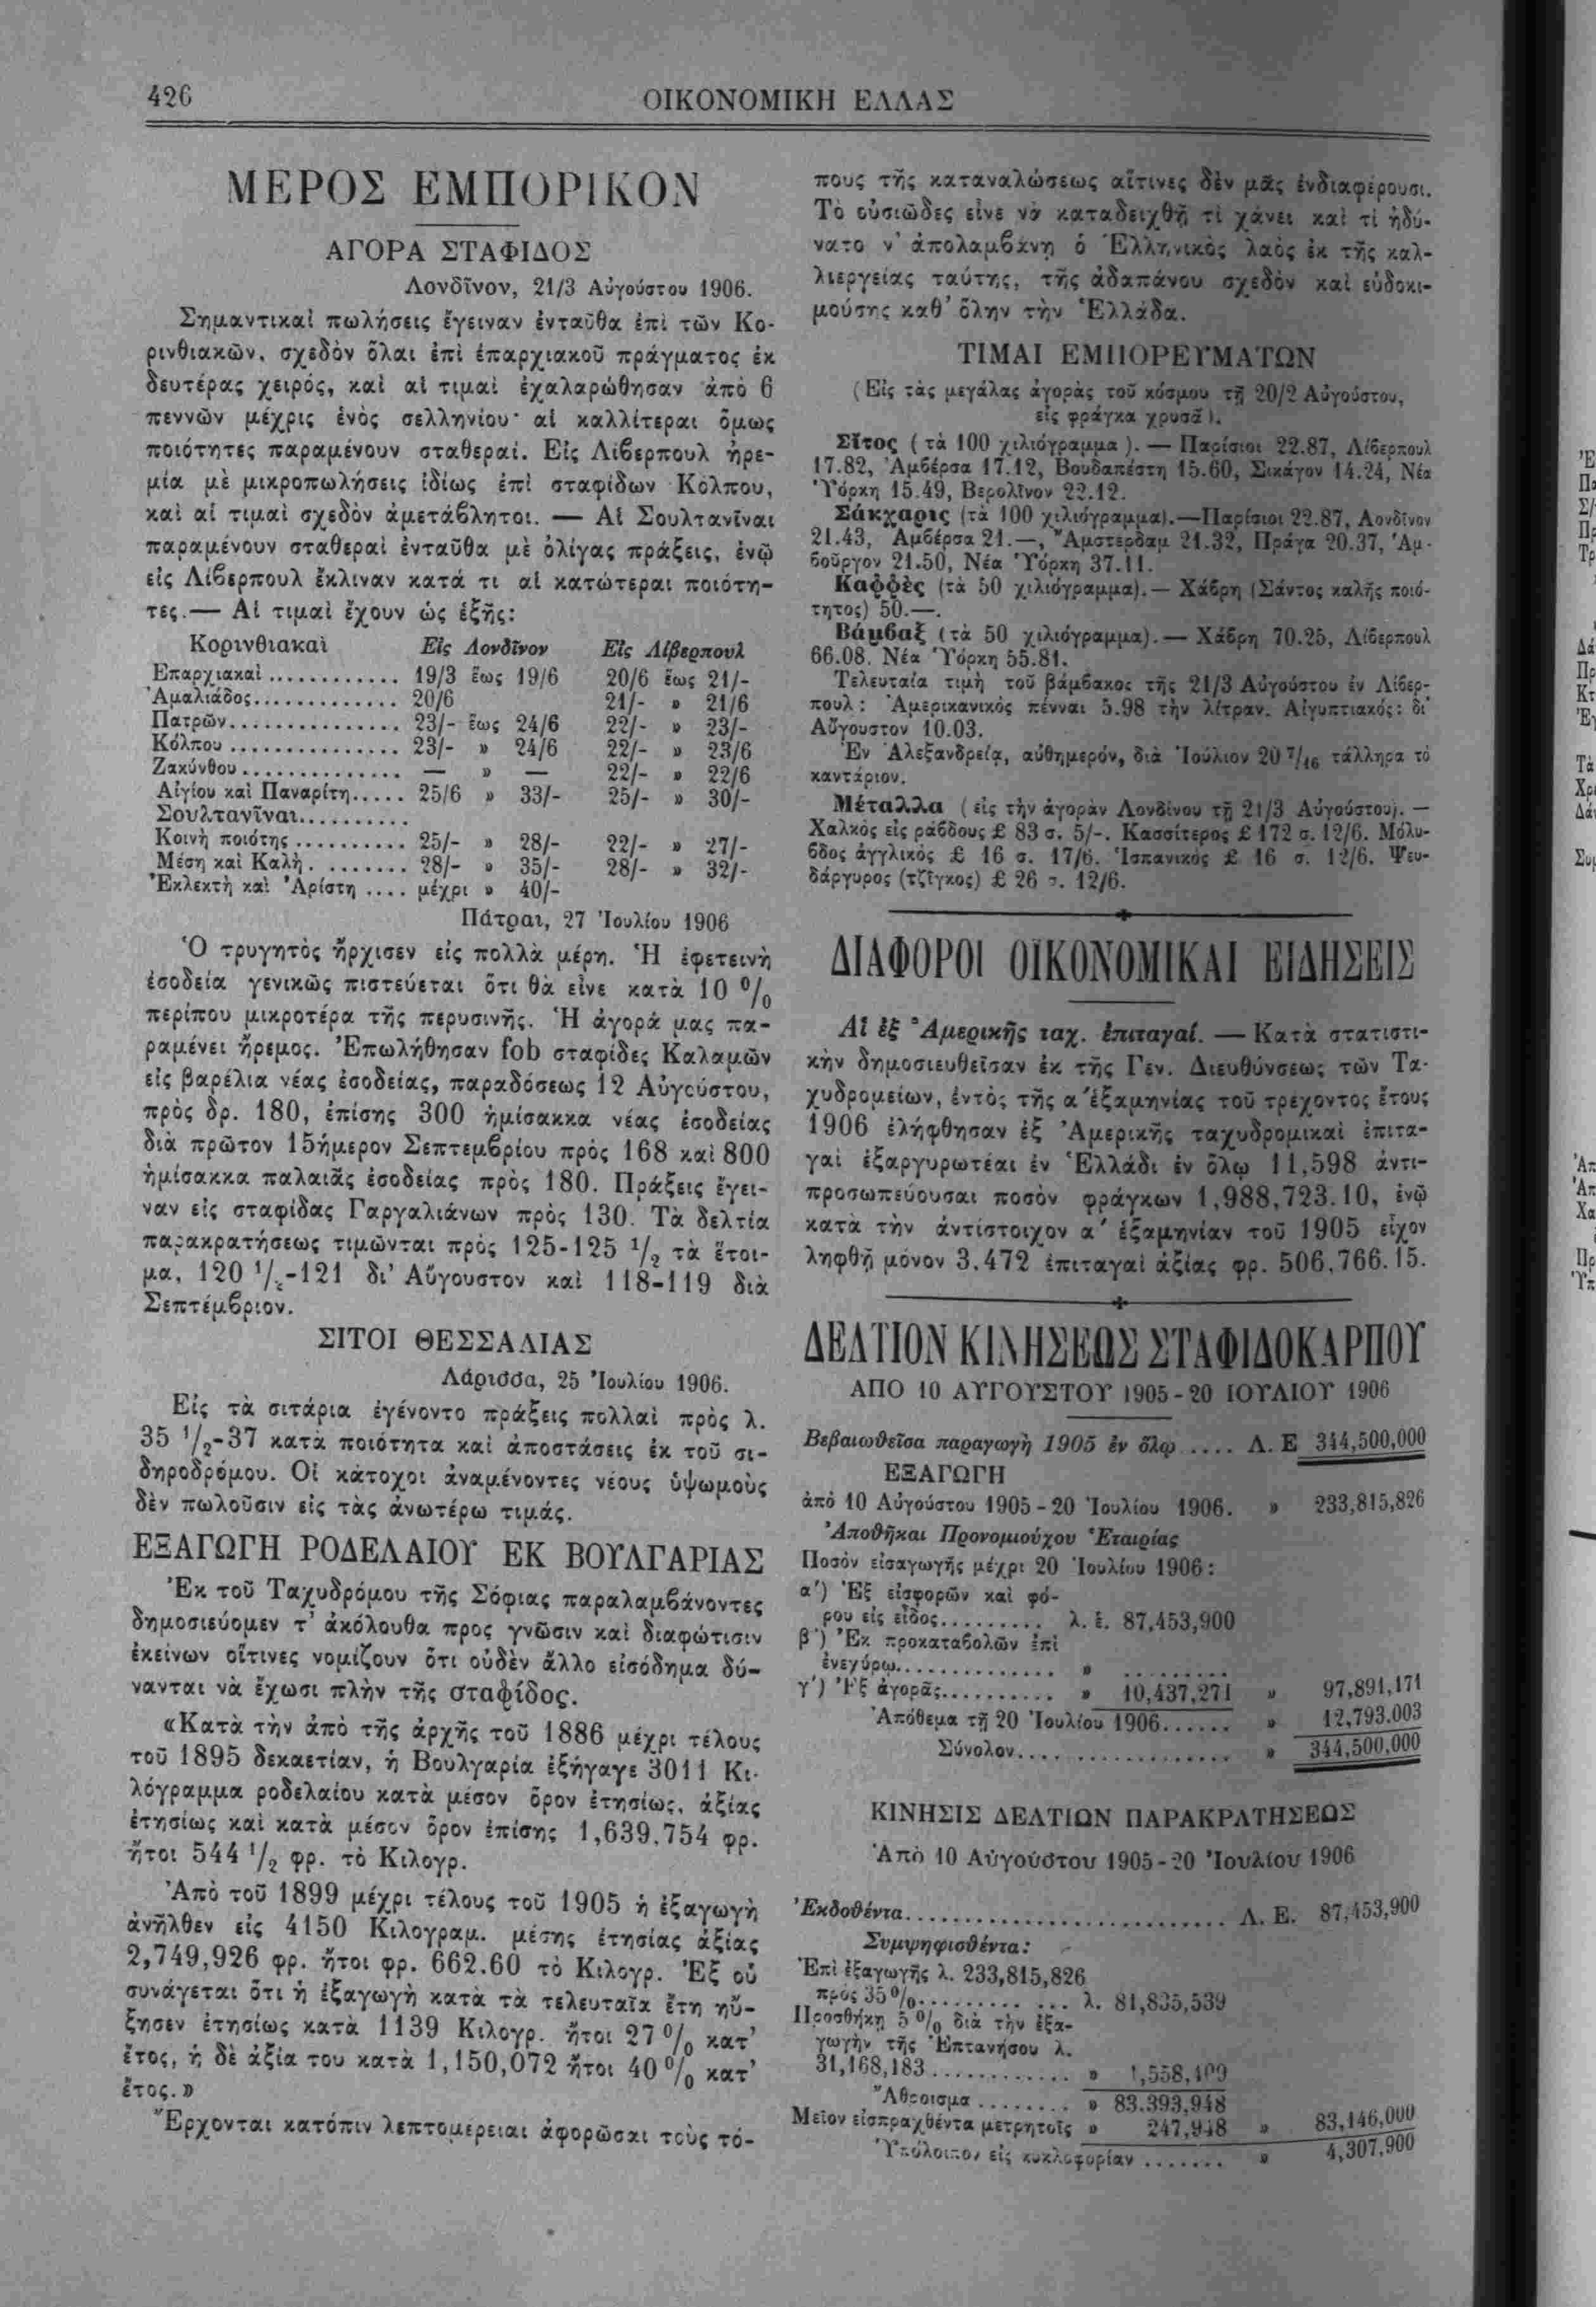 426
ΟΙΚΟΝΟΜΙΚΗ ΕΛΛΑΣ
ΜΕΡΟΣ ΕΜΠΟΡΙΚΟΝ
ΑΓΟΡΑ ΣΤΑΦΙΔΟΣ
Λονδῖνον, 21/3 Αὐγούστου 1906.
Σημαντικαὶ πωλήσεις ἔγειναν ἐνταῦθα ἐπὶ τῶν Κο-
ρινθιακῶν, σχεδὸν ὅλαι ἐπὶ ἐπαρχιακοῦ πράγματος ἐκ
δευτέρας χειρός, καὶ αἱ τιμαὶ ἐχαλαρώθησαν ἀπὸ 6
πεννῶν μέχρις ἑνὸς σελληνίου· αἱ καλλίτεραι ὅμως
ποιότητες παραμένουν σταθεραί. Εἰς Λίβερπουλ ἠρε-
μία μὲ μικροπωλήσεις ἰδίως ἐπὶ σταφίδων Κόλπου,
καὶ αἱ τιμαὶ σχεδὸν ἀμετάβλητοι. — Αἱ Σουλτανῖναι
παραμένουν σταθεραὶ ἐνταῦθα μὲ ὀλίγας πράξεις, ἐνῷ
εἰς Λίβερπουλ ἔκλιναν κατά τι αἱ κατώτεραι ποιότη-
τες.— Αἱ τιμαὶ ἔχουν ὡς ἑξῆς:
Κορινθιακαὶ Εἰς Λονδῖνον Εἰς Λίβερπουλ
Ἐπαρχιακαὶ ............ 19/3 ἕως 19/6 20/6 ἕως 21/-
Ἀμαλιάδος............. 20/6 21/- » 21/6
Πατρῶν................ 23/- ἕως 24/6 22/- » 23/-
Κόλπου ............... 23/- » 24/6 22/- » 23/6
Ζακύνθου .............. — » — 22/- » 22/6
Αἰγίου καὶ Παναρίτη..... 25/6 » 33/- 25/- » 30/-
Σουλτανῖναι..........
Κοινὴ ποιότης .......... 25/- » 28/- 22/- » 27/-
Μέση καὶ Καλὴ. ........ 28/- » 35/- 28/- » 32/-
Ἐκλεκτὴ καὶ Ἀρίστη .... μέχρι » 40/-
Πάτραι, 27 Ἰουλίου 1906
Ὁ τρυγητὸς ἤρχισεν εἰς πολλὰ μέρη. Ἡ ἐφετεινὴ
ἐσοδεία γενικῶς πιστεύεται ὅτι θὰ εἶνε κατὰ 10 %
περίπου μικροτέρα τῆς περυσινῆς. Ἡ ἀγορά μας πα-
ραμένει ἤρεμος. Ἐπωλήθησαν fob σταφίδες Καλαμῶν
εἰς βαρέλια νέας ἐσοδείας, παραδόσεως 12 Αὐγούστου,
πρὸς δρ. 180, ἐπίσης 300 ἡμίσακκα νέας ἐσοδείας
διὰ πρῶτον 15ήμερον Σεπτεμβρίου πρὸς 168 καὶ 800
ἡμίσακκα παλαιᾶς ἐσοδείας πρὸς 180. Πράξεις ἔγει-
ναν εἰς σταφίδας Γαργαλιάνων πρὸς 130. Τὰ δελτία
παρακρατήσεως τιμῶνται πρὸς 125-125 1/2 τὰ ἕτοι-
μα, 120 1/2-121 δι' Αὔγουστον καὶ 118-119 διὰ
Σεπτέμβριον.
ΣΙΤΟΙ ΘΕΣΣΑΛΙΑΣ
Λάρισσα, 25 Ἰουλίου 1906.
Εἰς τὰ σιτάρια ἐγένοντο πράξεις πολλαὶ πρὸς λ.
35 1/2-37 κατὰ ποιότητα καὶ ἀποστάσεις ἐκ τοῦ σι-
δηροδρόμου. Οἱ κάτοχοι ἀναμένοντες νέους ὑψωμοὺς
δὲν πωλοῦσιν εἰς τὰς ἀνωτέρω τιμάς.
ΕΞΑΓΩΓΗ ΡΟΔΕΛΑΙΟΥ ΕΚ ΒΟΥΛΓΑΡΙΑΣ
Ἐκ τοῦ Ταχυδρόμου τῆς Σόφιας παραλαμβάνοντες
δημοσιεύομεν τ' ἀκόλουθα προς γνῶσιν καὶ διαφώτισιν
ἐκείνων οἵτινες νομίζουν ὅτι οὐδὲν ἄλλο εἰσόδημα δύ-
νανται νὰ ἔχωσι πλὴν τῆς σταφίδος.
«Κατὰ τὴν ἀπὸ τῆς ἀρχῆς τοῦ 1886 μέχρι τέλους
τοῦ 1895 δεκαετίαν, ἡ Βουλγαρία ἐξήγαγε 3011 Κι-
λόγραμμα ροδελαίου κατὰ μέσον ὅρον ἐτησίως, ἀξίας
ἐτησίως καὶ κατὰ μέσον ὅρον ἐπίσης 1,639,754 φρ.
ἤτοι 544 1/2 φρ. τὸ Κιλογρ.
Ἀπὸ τοῦ 1899 μέχρι τέλους τοῦ 1905 ἡ ἐξαγωγὴ
ἀνῆλθεν εἰς 4150 Κιλογραμ. μέσης ἐτησίας ἀξίας
2,749,926 φρ. ἤτοι φρ. 662.60 τὸ Κιλογρ. Ἐξ οὗ
συνάγεται ὅτι ἡ ἐξαγωγὴ κατὰ τὰ τελευταῖα ἔτη ηὔ-
ξησεν ἐτησίως κατὰ 1139 Κιλογρ. ἤτοι 27 % κατ'
ἔτος, ἡ δὲ ἀξία του κατὰ 1,150,072 ἤτοι 40 % κατ'
ἔτος.»
Ἔρχονται κατόπιν λεπτομέρειαι ἀφορῶσαι τοὺς τό-
πους τῆς καταναλώσεως αἵτινες δὲν μᾶς ἐνδιαφέρουσι.
Τὸ οὐσιῶδες εἶνε νὰ καταδειχθῇ τί χάνει καὶ τί ἠδύ-
νατο ν' ἀπολαμβάνῃ ὁ Ἑλληνικὸς λαὸς ἐκ τῆς καλ-
λιεργείας ταύτης, τῆς ἀδαπάνου σχεδὸν καὶ εὐδοκι-
μούσης καθ' ὅλην τὴν Ἑλλάδα.
ΤΙΜΑΙ ΕΜΠΟΡΕΥΜΑΤΩΝ
(Εἰς τὰς μεγάλας ἀγορὰς τοῦ κόσμου τῇ 20/2 Αὐγούστου,
εἰς φράγκα χρυσᾶ).
Σῖτος (τὰ 100 χιλιόγραμμα). — Παρίσιοι 22.87, Λίβερπουλ
17.82, Ἀμβέρσα 17.12, Βουδαπέστη 15.60, Σικάγον 14.24, Νέα
Ὑόρκη 15.49, Βερολῖνον 22.12.
Σάκχαρις (τὰ 100 χιλιόγραμμα).—Παρίσιοι 22.87, Λονδῖνον
21.43, Ἀμβέρσα 21.—, Ἀμστερδαμ 21.32, Πράγα 20.37, Ἀμ-
βοῦργον 21.50, Νέα Ὑόρκη 37.11.
Καφφὲς (τὰ 50 χιλιόγραμμα).— Χάβρη (Σάντος καλῆς ποιό-
τητος) 50.—.
Βάμβαξ (τὰ 50 χιλιόγραμμα).— Χάβρη 70.25, Λίβερπουλ
66.08. Νέα Ὑόρκη 55.81.
Τελευταία τιμὴ τοῦ βάμβακος τῆς 21/3 Αὐγούστου ἐν Λίβερ-
πουλ: Ἀμερικανικὸς πένναι 5.98 τὴν λίτραν. Αἰγυπτιακός: δι'
Αὔγουστον 10.03.
Ἐν Ἀλεξανδρείᾳ, αὐθημερόν, διὰ Ἰούλιον 20 7/16 τάλληρα τὸ
καντάριον.
Μέταλλα (εἰς τὴν ἀγορὰν Λονδίνου τῇ 21/3 Αὐγούστου). —
Χαλκὸς εἰς ράβδους £ 83 σ. 5/-. Κασσίτερος £ 172 σ. 12/6. Μόλυ-
βδος ἀγγλικὸς £ 16 σ. 17/6. Ἱσπανικὸς £ 16 σ. 12/6. Ψευ-
δάργυρος (τζῖγκος) £ 26 σ. 12/6.
ΔΙΑΦΟΡΟΙ ΟΙΚΟΝΟΜΙΚΑΙ ΕΙΔΗΣΕΙΣ
Αἱ ἐξ Ἀμερικῆς ταχ. ἐπιταγαί. — Κατὰ στατιστι-
κὴν δημοσιευθεῖσαν ἐκ τῆς Γεν. Διευθύνσεως τῶν Τα-
χυδρομείων, ἐντὸς τῆς α' ἑξαμηνίας τοῦ τρέχοντος ἔτους
1906 ἐλήφθησαν ἐξ Ἀμερικῆς ταχυδρομικαὶ ἐπιτα-
γαὶ ἐξαργυρωτέαι ἐν Ἑλλάδι ἐν ὅλῳ 11,598 ἀντι-
προσωπεύουσαι ποσὸν φράγκων 1,988,723.10, ἐνῷ
κατὰ τὴν ἀντίστοιχον α' ἑξαμηνίαν τοῦ 1905 εἶχον
ληφθῇ μόνον 3.472 ἐπιταγαὶ ἀξίας φρ. 506,766.15.
ΔΕΛΤΙΟΝ ΚΙΝΗΣΕΩΣ ΣΤΑΦΙΔΟΚΑΡΠΟΥ
ΑΠΟ 10 ΑΥΓΟΥΣΤΟΥ 1905-20 ΙΟΥΛΙΟΥ 1906
Βεβαιωθεῖσα παραγωγὴ 1905 ἐν ὅλῳ .... Λ. Ε 344,500,000
ΕΞΑΓΩΓΗ
ἀπὸ 10 Αὐγούστου 1905-20 Ἰουλίου 1906. » 233,815,826
Ἀποθῆκαι Προνομιούχου Ἑταιρίας
Ποσὸν εἰσαγωγῆς μέχρι 20 Ἰουλίου 1906:
α') Ἐξ εἰσφορῶν καὶ φό-
ρου εἰς εἶδος.......... λ. ἐ. 87,453,900
β') Ἐκ προκαταβολῶν ἐπὶ
ἐνεχύρῳ............... » ..........
γ') Ἐξ ἀγορᾶς.......... » 10,437,271 » 97,891,171
Ἀπόθεμα τῇ 20 Ἰουλίου 1906...... » 12,793.003
Σύνολον.................... » 344,500,000
ΚΙΝΗΣΙΣ ΔΕΛΤΙΩΝ ΠΑΡΑΚΡΑΤΗΣΕΩΣ
Ἀπὸ 10 Αὐγούστου 1905-20 Ἰουλίου 1906
Ἐκδοθέντα............................ Λ. Ε. 87,453,900
Συμψηφισθέντα:
Ἐπὶ ἐξαγωγῆς λ. 233,815,826
πρὸς 35%.............. λ. 81,835,539
Προσθήκη 5 % διὰ τὴν ἐξα-
γωγὴν τῆς Ἑπτανήσου λ.
31,168,183............. » 1,558,409
Ἄθροισμα ........ » 83.393,948
Μεῖον εἰσπραχθέντα μετρητοῖς » 247,948 » 83,146,000
Ὑπόλοιπον εἰς κυκλοφορίαν ....... » 4,307,900